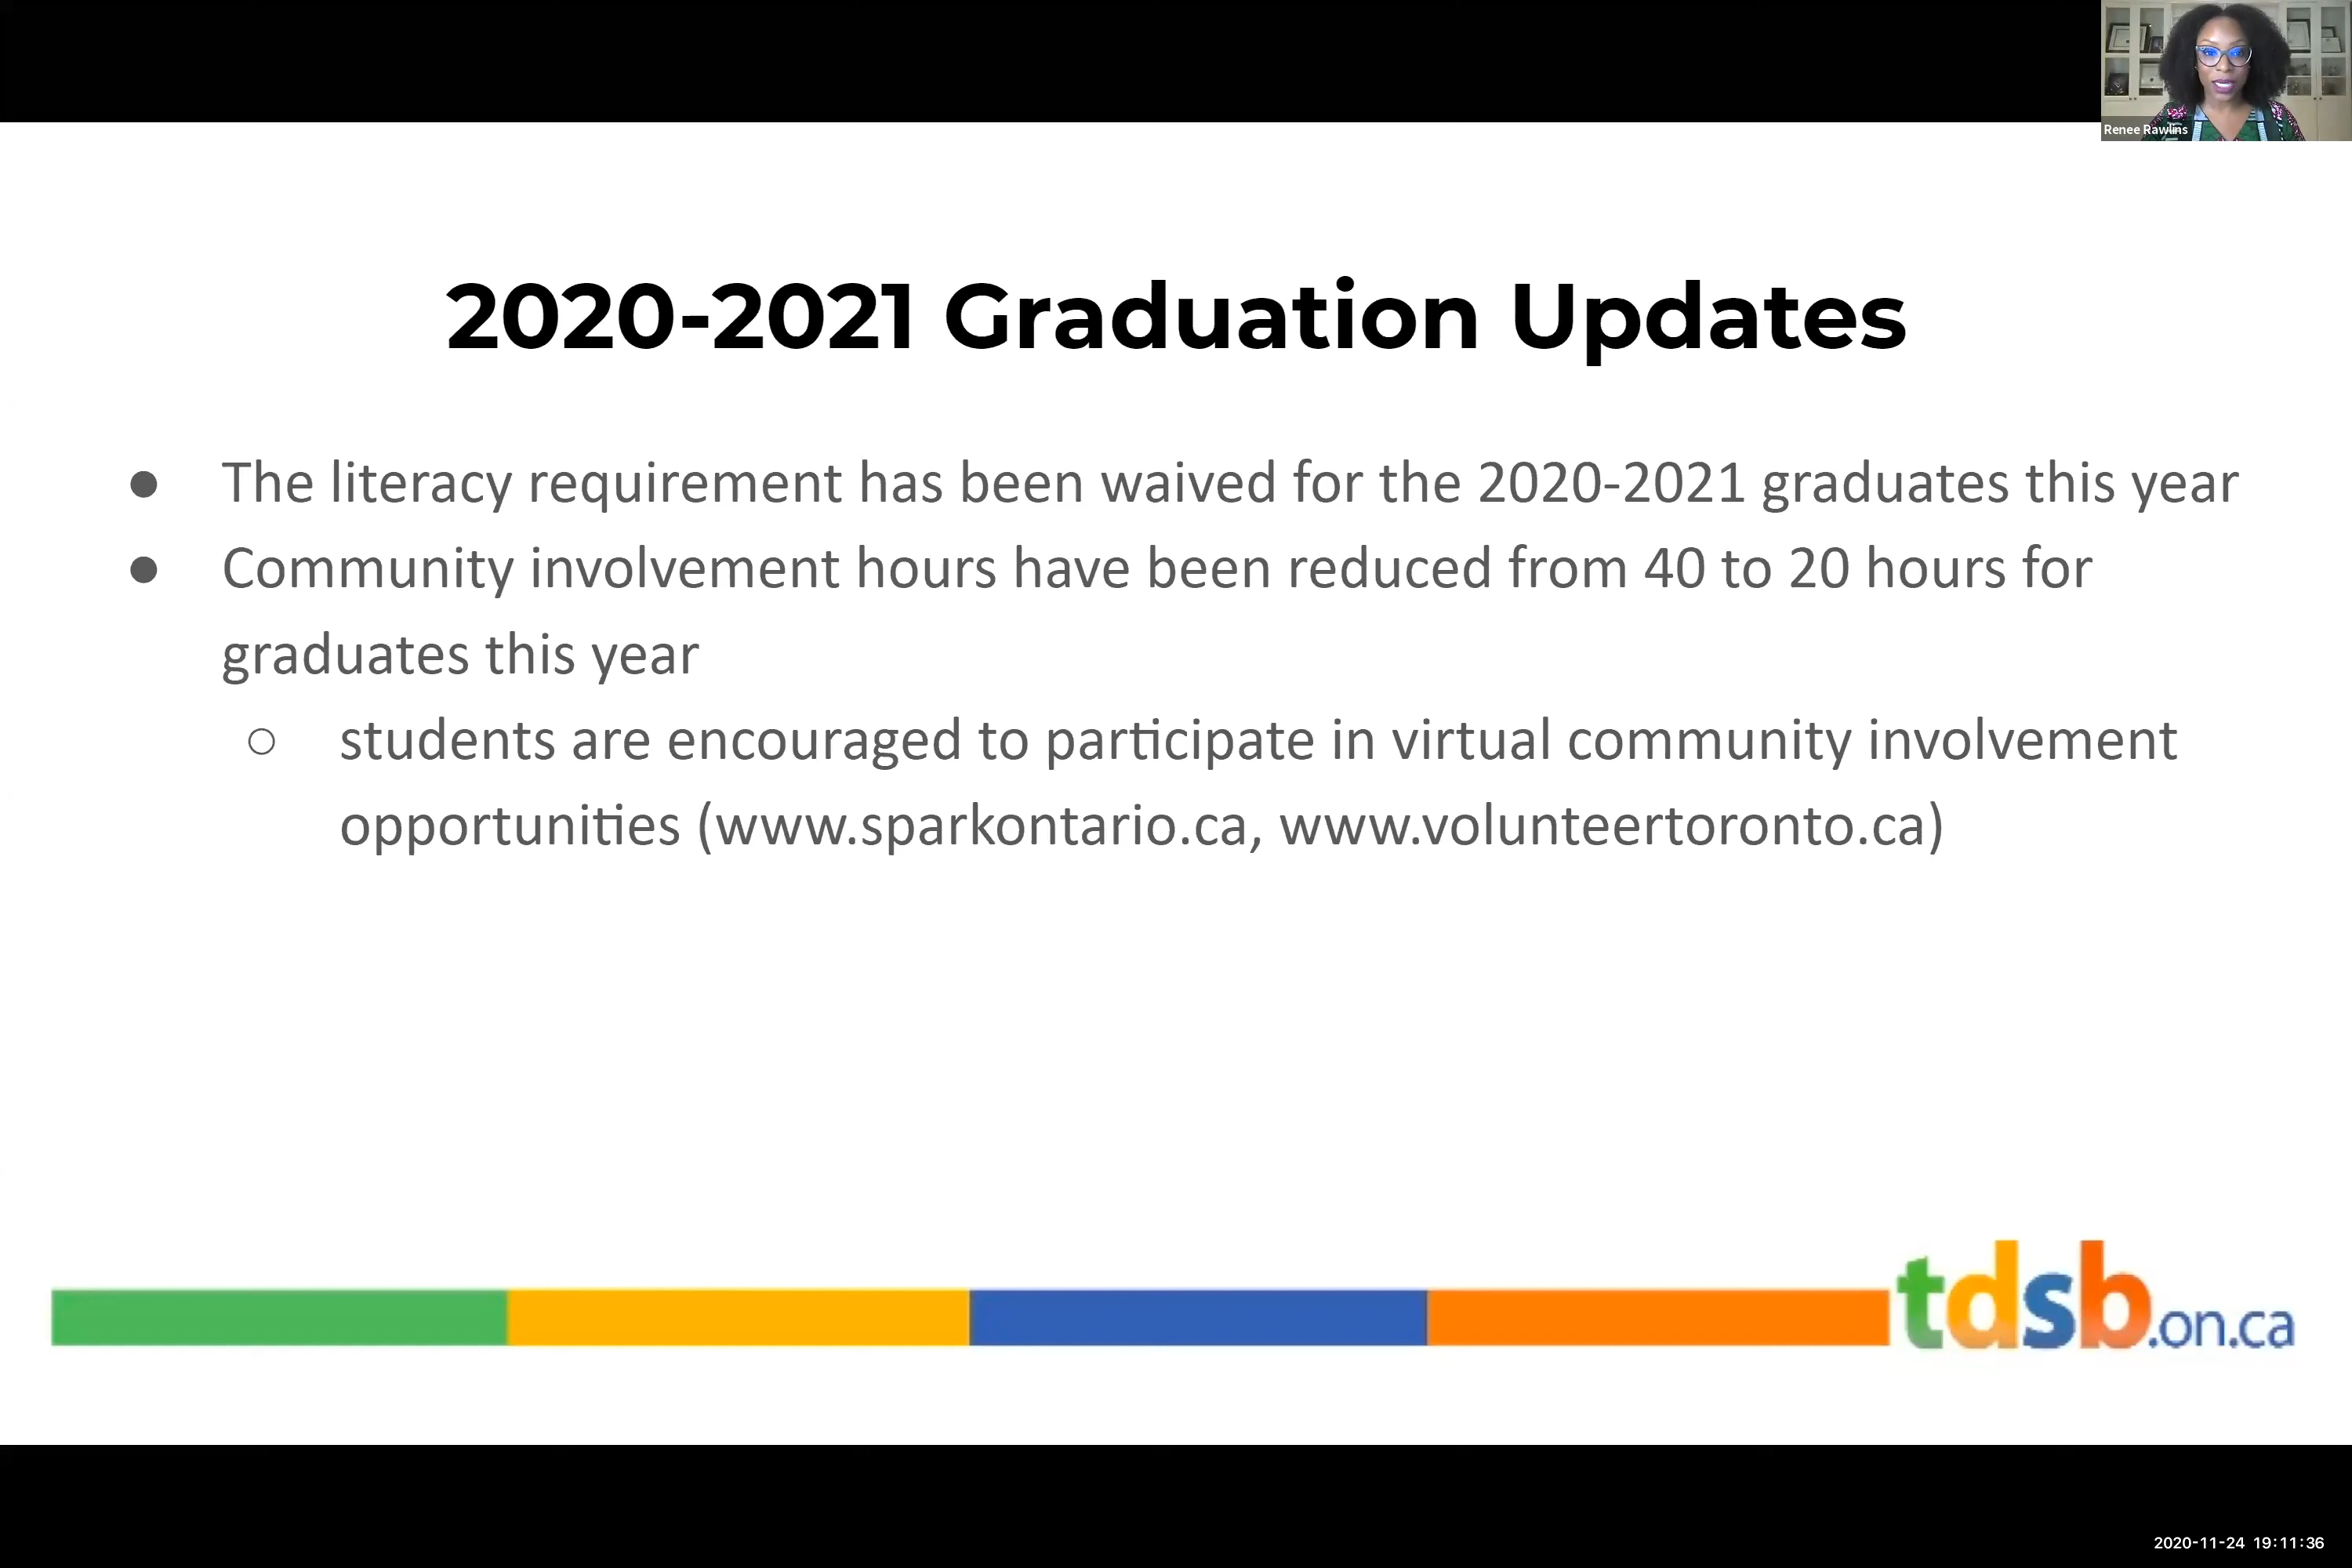 Renee Rawlins
2020-2021 Graduation Updates
● The literacy requirement has been waived for the 2020-2021 graduates this year
● Community involvement hours have been reduced from 40 to 20 hours for
graduates this year
○ students are encouraged to participate in virtual community involvement
opportunities (www.sparkontario.ca, www.volunteertoronto.ca)
tdsb.on.ca
2020-11-24 19:11:36